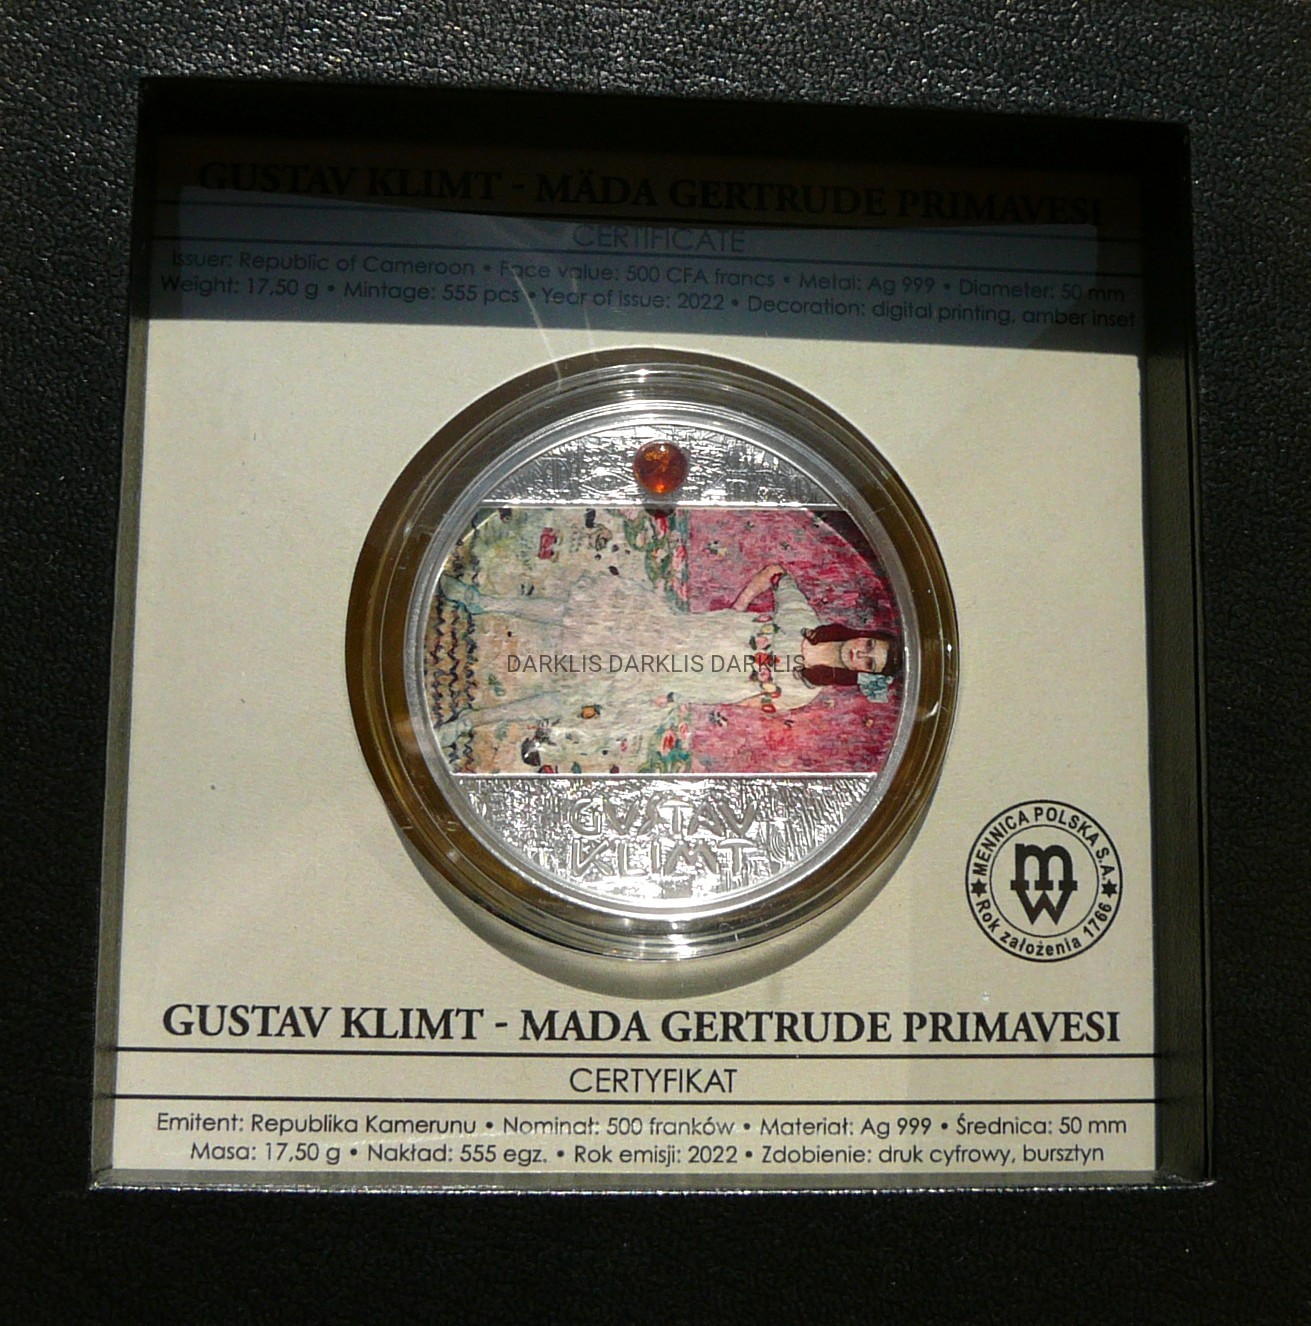 GUSTAV KLIMT - MÄDA GERTRUDE PRIMAVESI
CERTIFICATE
Issuer: Republic of Cameroon • Face value: 500 CFA francs • Metal: Ag 999 • Diameter: 50 mm
Weight: 17,50 g • Mintage: 555 pcs • Year of issue: 2022 • Decoration: digital printing, amber inset
DARKLIS DARKLIS DARKLIS
GUSTAV
KLIMT
MENNICA POLSKA S.A.
mw
Rok założenia 1766
GUSTAV KLIMT - MADA GERTRUDE PRIMAVESI
CERTYFIKAT
Emitent: Republika Kamerunu • Nominał: 500 franków • Materiał: Ag 999 • Średnica: 50 mm
Masa: 17,50 g • Nakład: 555 egz. • Rok emisji: 2022 • Zdobienie: druk cyfrowy, bursztyn